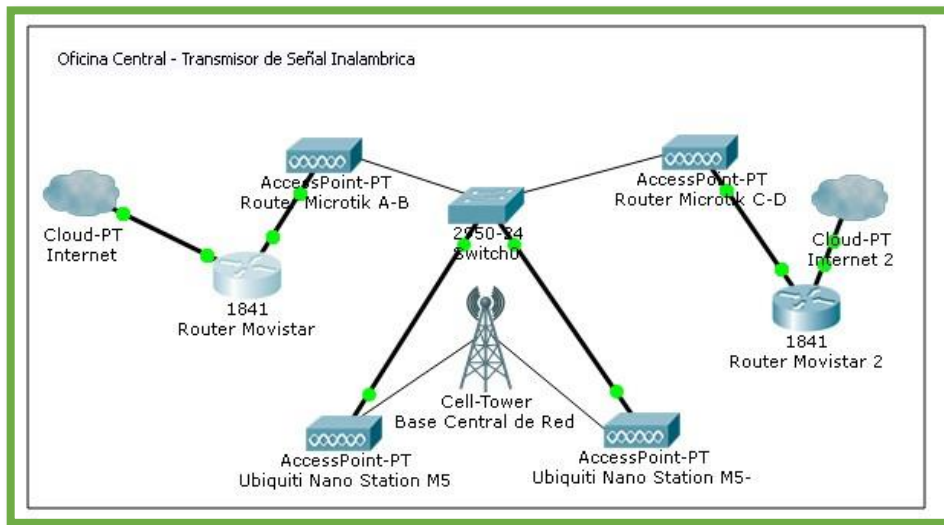 Oficina Central - Transmisor de Señal Inalambrica
AccessPoint-PT
Router Microtik A-B
AccessPoint-PT
Router Microtik C-D
Cloud-PT
Internet
2950-24
Switch0
Cloud-PT
Internet 2
1841
Router Movistar
1841
Router Movistar 2
Cell-Tower
Base Central de Red
AccessPoint-PT
Ubiquiti Nano Station M5
AccessPoint-PT
Ubiquiti Nano Station M5-